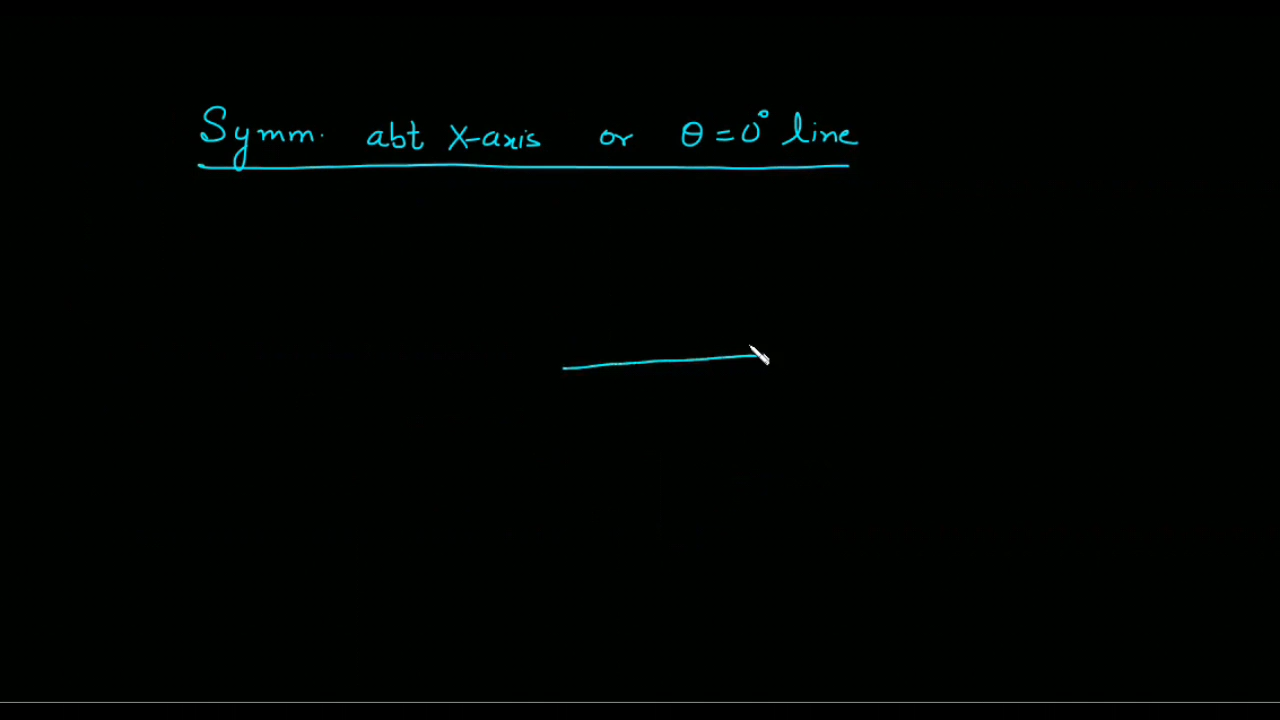 Symm. abt X-axis or θ = 0° line